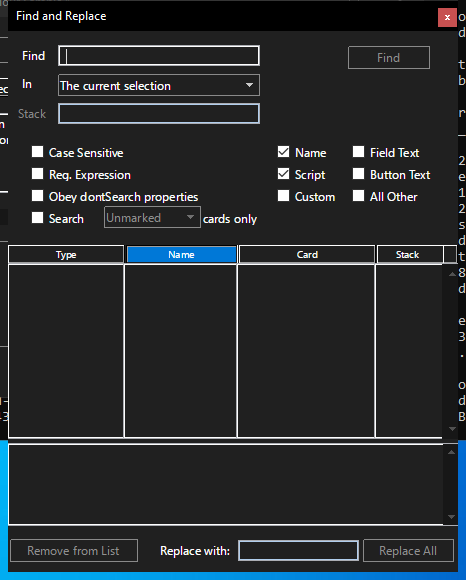 Find and Replace
x
Find
Find
In
The current selection
Stack
Case Sensitive
Name
Field Text
Reg. Expression
Script
Button Text
Obey dontSearch properties
Custom
All Other
Search
Unmarked
cards only
Type
Name
Card
Stack
Remove from List
Replace with:
Replace All